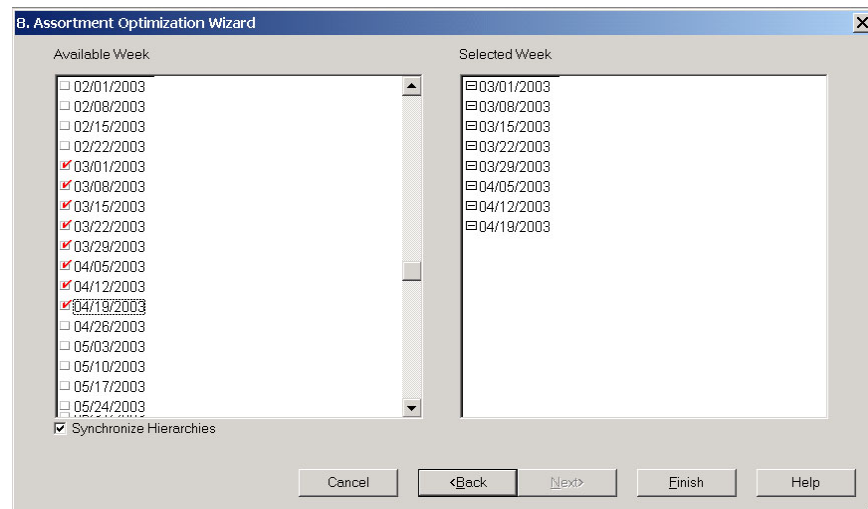 8. Assortment Optimization Wizard
Available Week
Selected Week
02/01/2003
02/08/2003
02/15/2003
02/22/2003
03/01/2003
03/08/2003
03/15/2003
03/22/2003
03/29/2003
04/05/2003
04/12/2003
04/19/2003
04/26/2003
05/03/2003
05/10/2003
05/17/2003
05/24/2003
03/01/2003
03/08/2003
03/15/2003
03/22/2003
03/29/2003
04/05/2003
04/12/2003
04/19/2003
Synchronize Hierarchies
Cancel
<Back
Next>
Finish
Help